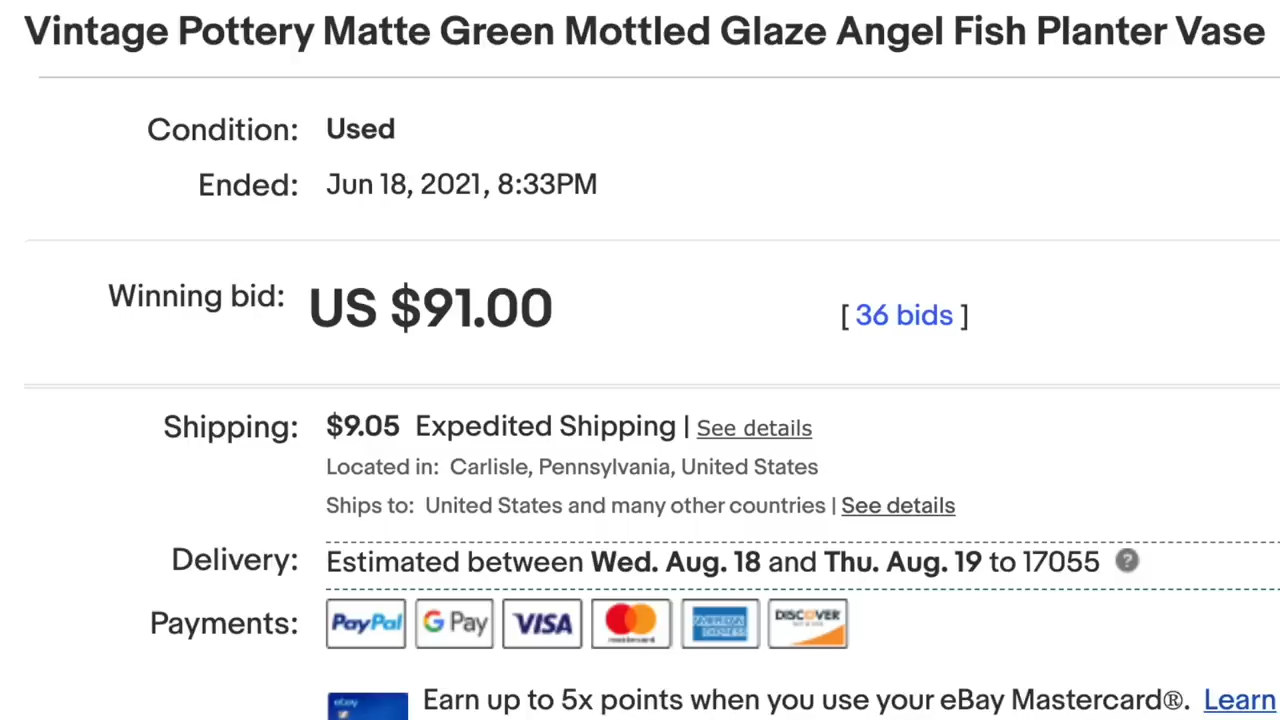 Vintage Pottery Matte Green Mottled Glaze Angel Fish Planter Vase
Condition: Used
Ended: Jun 18, 2021, 8:33PM
Winning bid: US $91.00 [ 36 bids ]
Shipping: $9.05 Expedited Shipping | See details
Located in: Carlisle, Pennsylvania, United States
Ships to: United States and many other countries | See details
Delivery: Estimated between Wed. Aug. 18 and Thu. Aug. 19 to 17055 ?
Payments: PayPal G Pay VISA mastercard AMERICAN EXPRESS DISCOVER
ebay Earn up to 5x points when you use your eBay Mastercard®. Learn